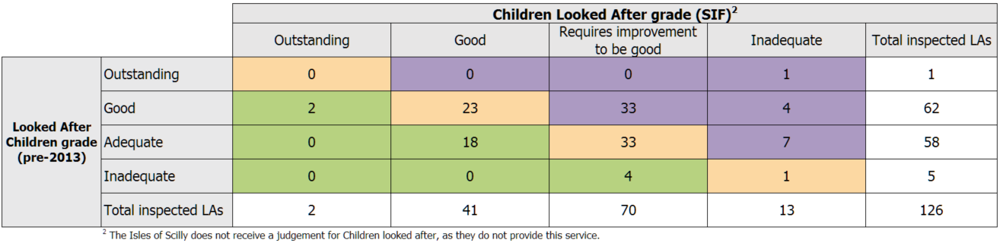 Children Looked After grade (SIF)²
Outstanding Good Requires improvement to be good Inadequate Total inspected LAs
Looked After Children grade (pre-2013)
Outstanding 0 0 0 1 1
Good 2 23 33 4 62
Adequate 0 18 33 7 58
Inadequate 0 0 4 1 5
Total inspected LAs 2 41 70 13 126
² The Isles of Scilly does not receive a judgement for Children looked after, as they do not provide this service.